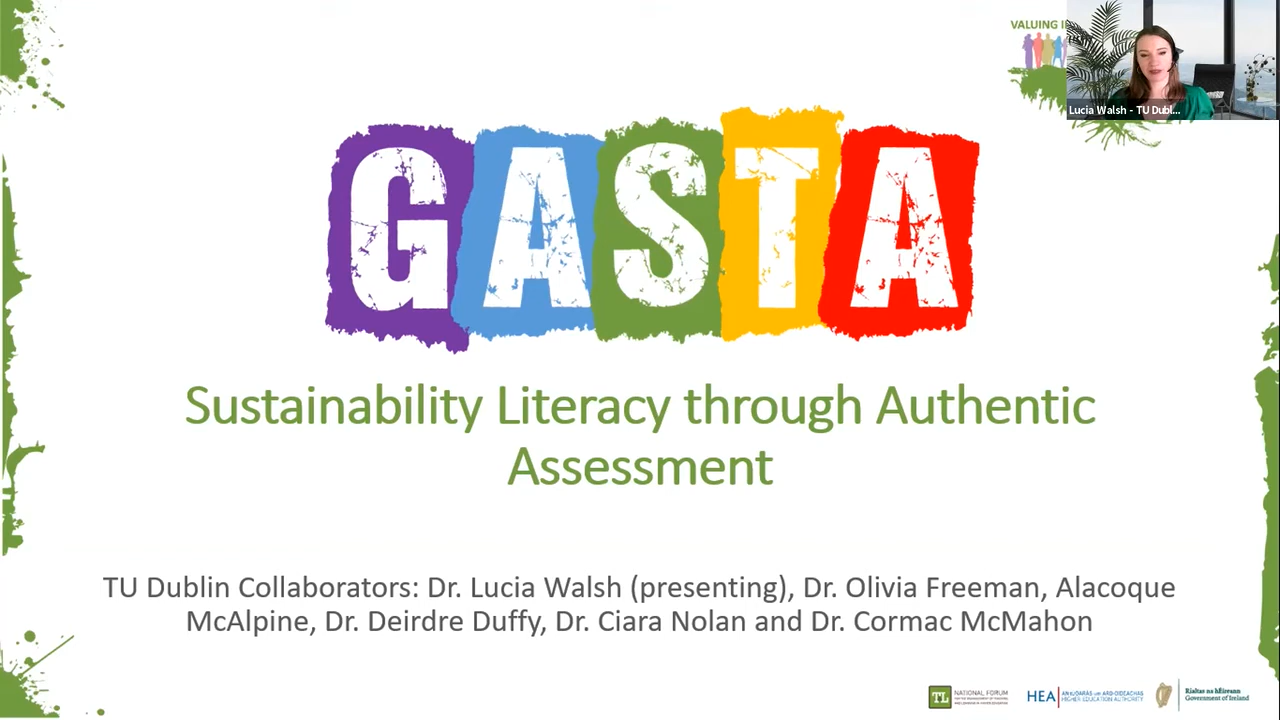 VALUING
Lucia Walsh - TU Dubl...
GASTA
Sustainability Literacy through Authentic
Assessment
TU Dublin Collaborators: Dr. Lucia Walsh (presenting), Dr. Olivia Freeman, Alacoque
McAlpine, Dr. Deirdre Duffy, Dr. Ciara Nolan and Dr. Cormac McMahon
TL
NATIONAL FORUM
HEA
HIGHER EDUCATION AUTHORITY
Rialtas na hÉireann
Government of Ireland